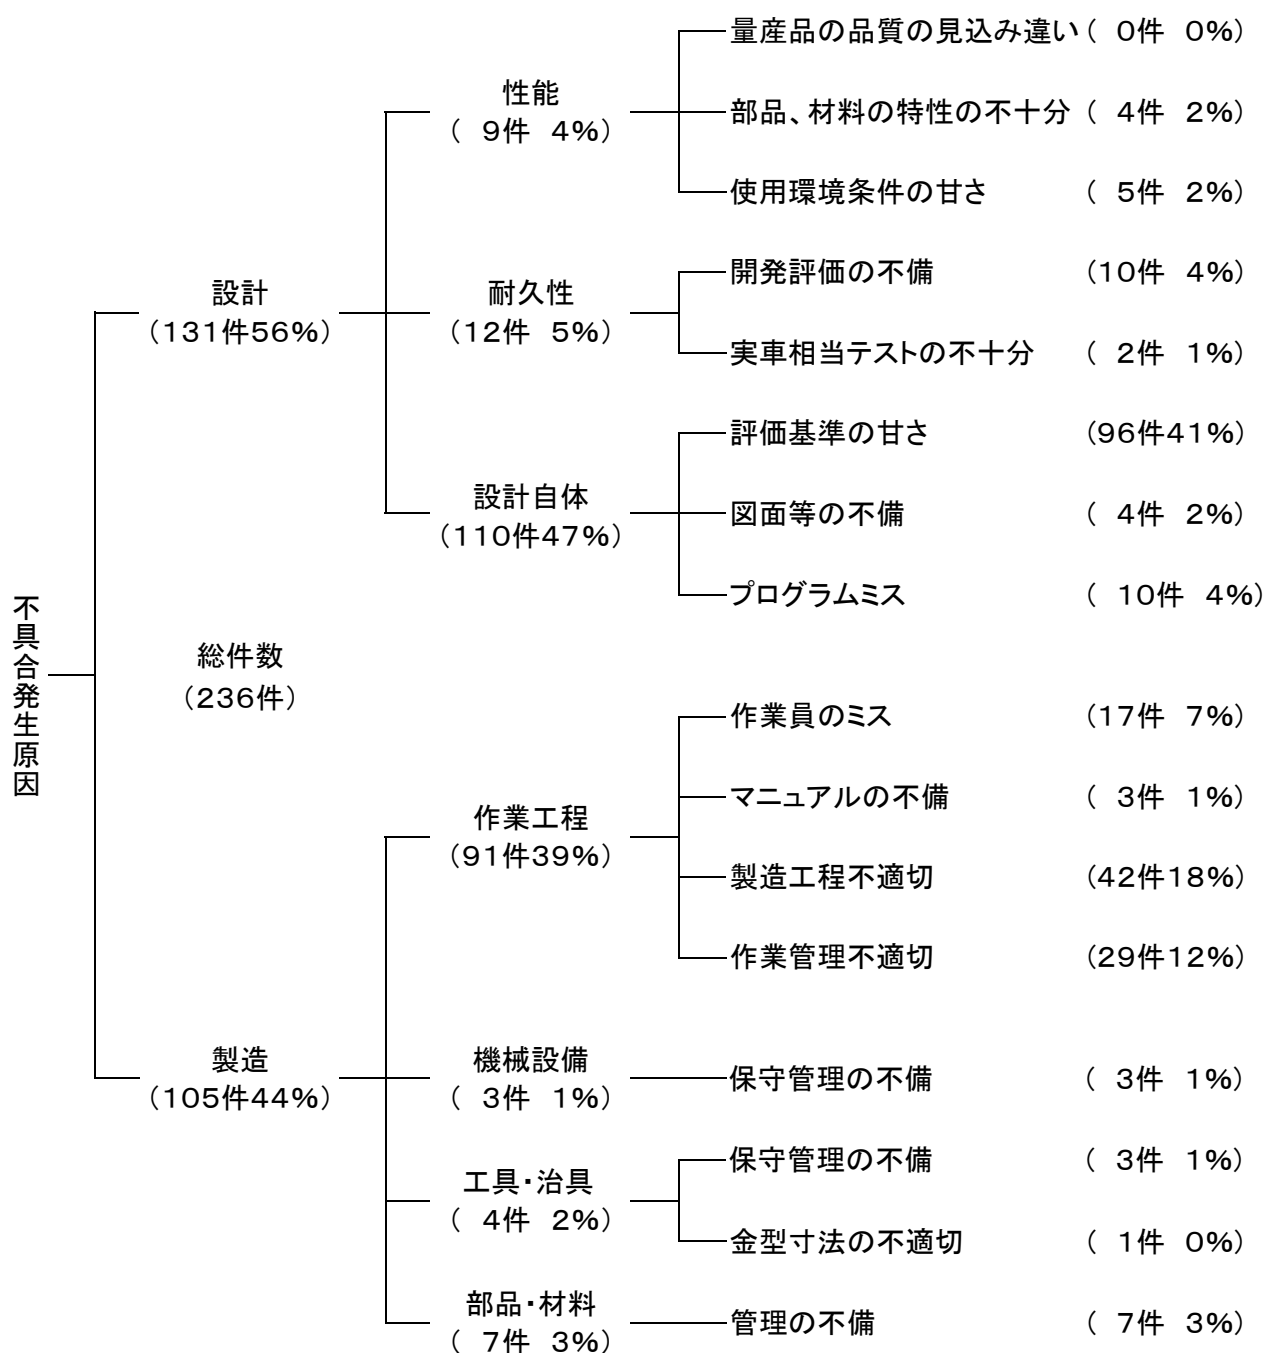 不具合発生原因
総件数
（236件）
設計
（131件56%）
性能
（ 9件 4%）
量産品の品質の見込み違い（ 0件 0%）
部品、材料の特性の不十分（ 4件 2%）
使用環境条件の甘さ（ 5件 2%）
耐久性
（12件 5%）
開発評価の不備（10件 4%）
実車相当テストの不十分（ 2件 1%）
設計自体
（110件47%）
評価基準の甘さ（96件41%）
図面等の不備（ 4件 2%）
プログラムミス（ 10件 4%）
製造
（105件44%）
作業工程
（91件39%）
作業員のミス（17件 7%）
マニュアルの不備（ 3件 1%）
製造工程不適切（42件18%）
作業管理不適切（29件12%）
機械設備
（ 3件 1%）
保守管理の不備（ 3件 1%）
工具・治具
（ 4件 2%）
保守管理の不備（ 3件 1%）
金型寸法の不適切（ 1件 0%）
部品・材料
（ 7件 3%）
管理の不備（ 7件 3%）